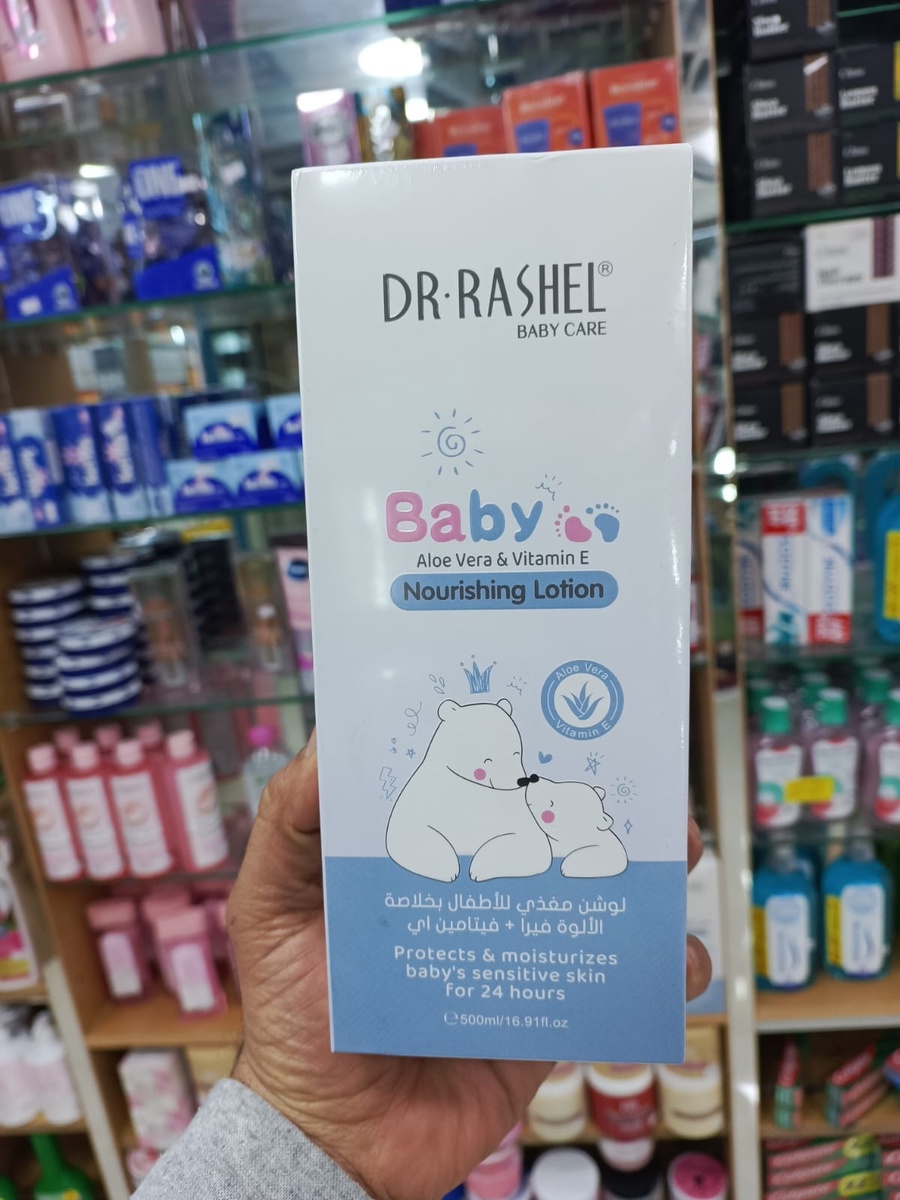 DR·RASHEL®
BABY CARE
Baby
Aloe Vera & Vitamin E
Nourishing Lotion
Aloe Vera
Vitamin E
لوشن مغذي للأطفال بخلاصة
الألوة فيرا + فيتامين اي
Protects & moisturizes
baby's sensitive skin
for 24 hours
℮500ml/16.91fl.oz